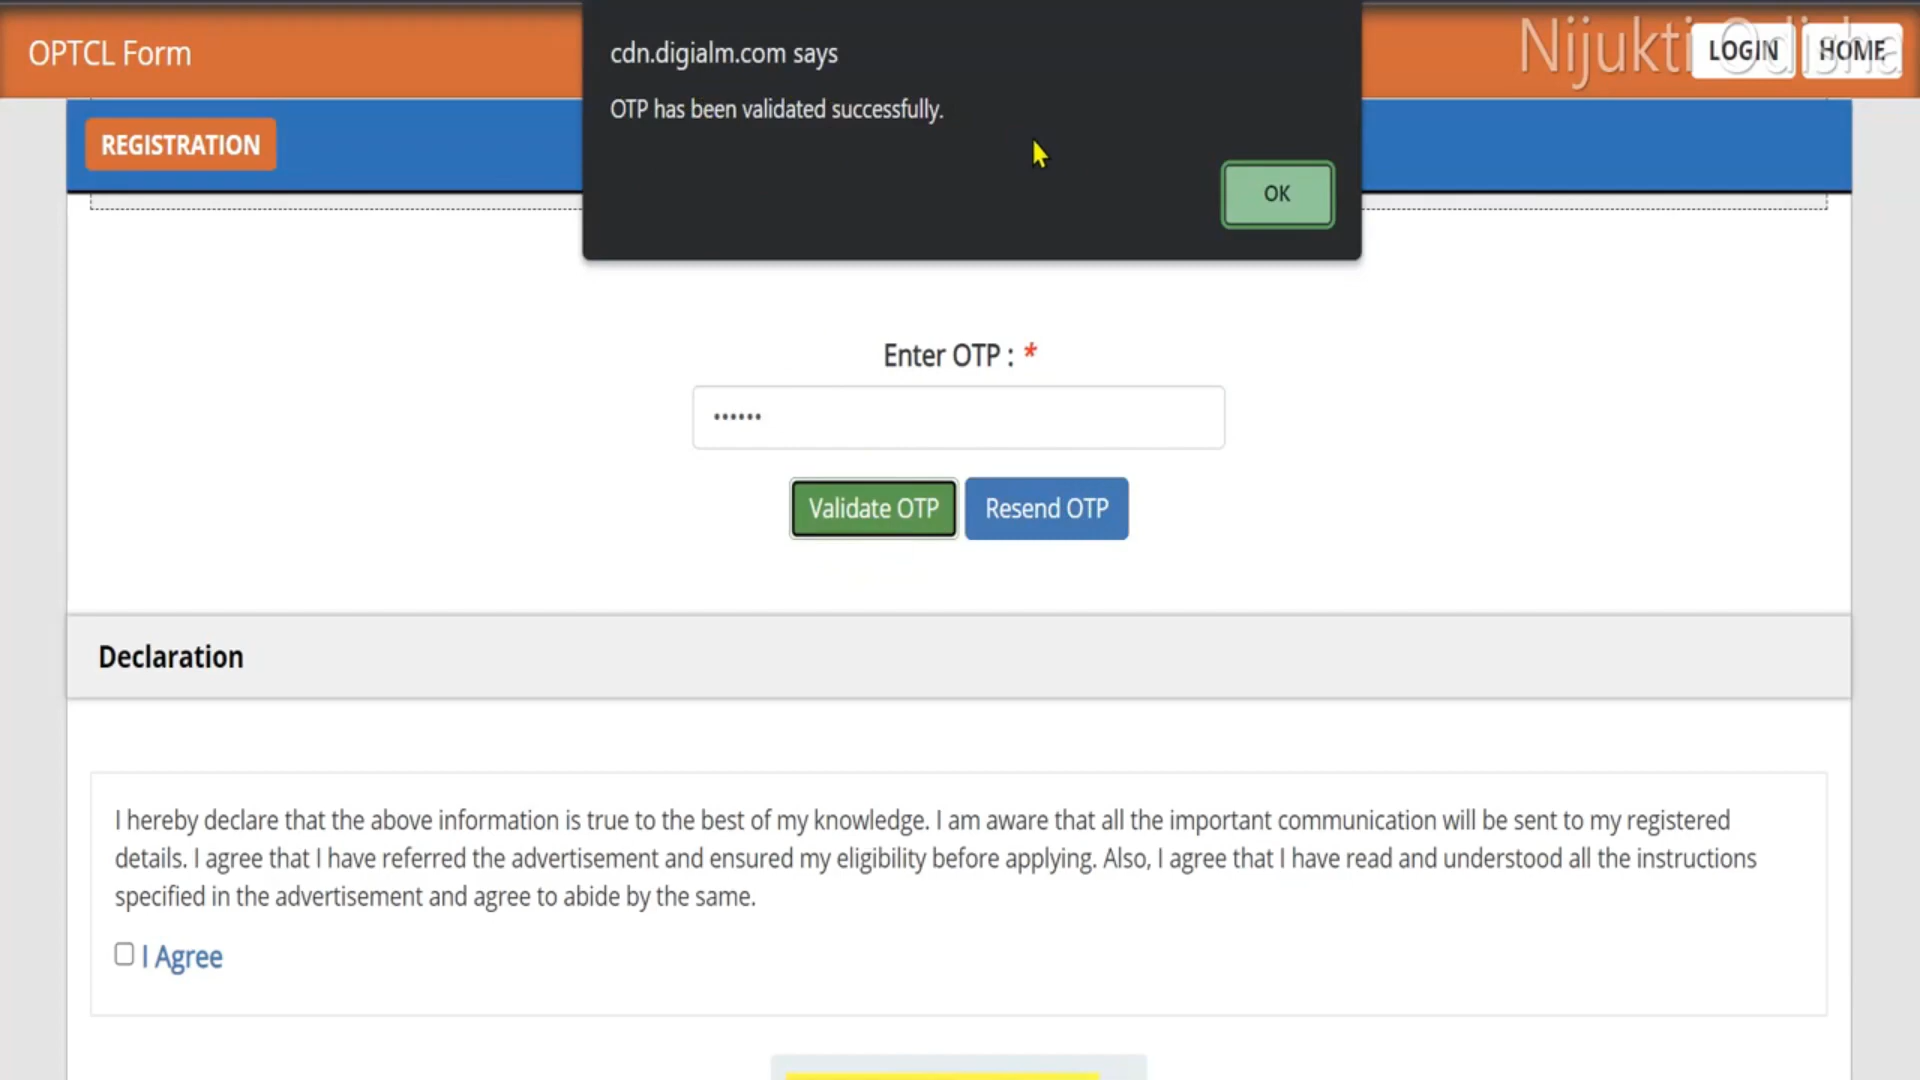 OPTCL Form
cdn.digialm.com says
OTP has been validated successfully.
OK
Nijukti Odisha
LOGIN
HOME
REGISTRATION
Enter OTP : *
••••••
Validate OTP
Resend OTP
Declaration
I hereby declare that the above information is true to the best of my knowledge. I am aware that all the important communication will be sent to my registered
details. I agree that I have referred the advertisement and ensured my eligibility before applying. Also, I agree that I have read and understood all the instructions
specified in the advertisement and agree to abide by the same.
I Agree